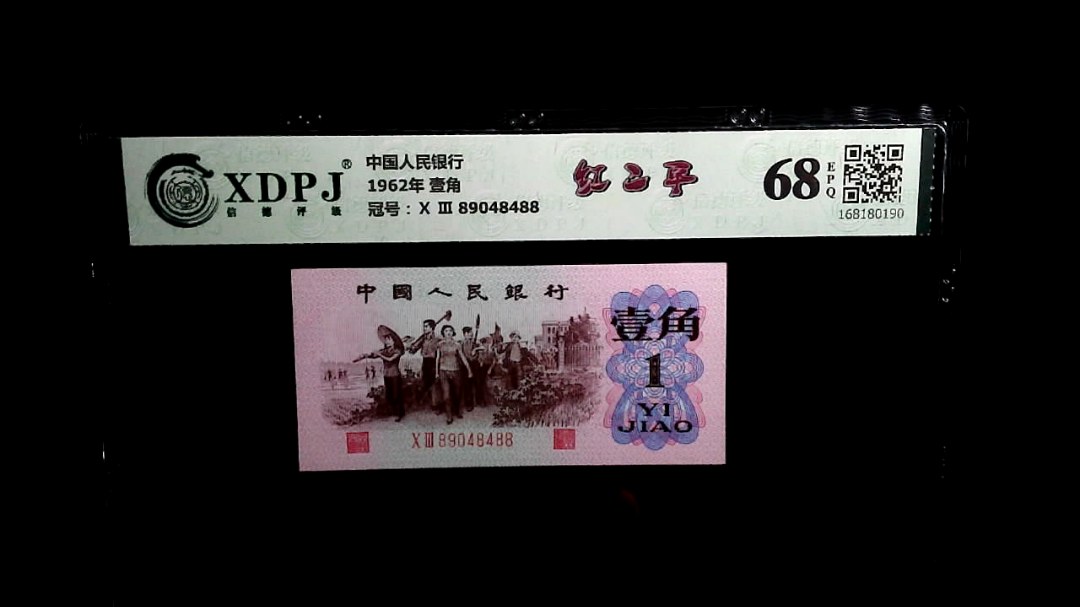 XDPJ®
信德评级
中国人民银行
1962年 壹角
冠号：X Ⅲ 89048488
红二平
68
EPQ
168180190
中國人民銀行
壹角
1
YI
JIAO
X Ⅲ 89048488